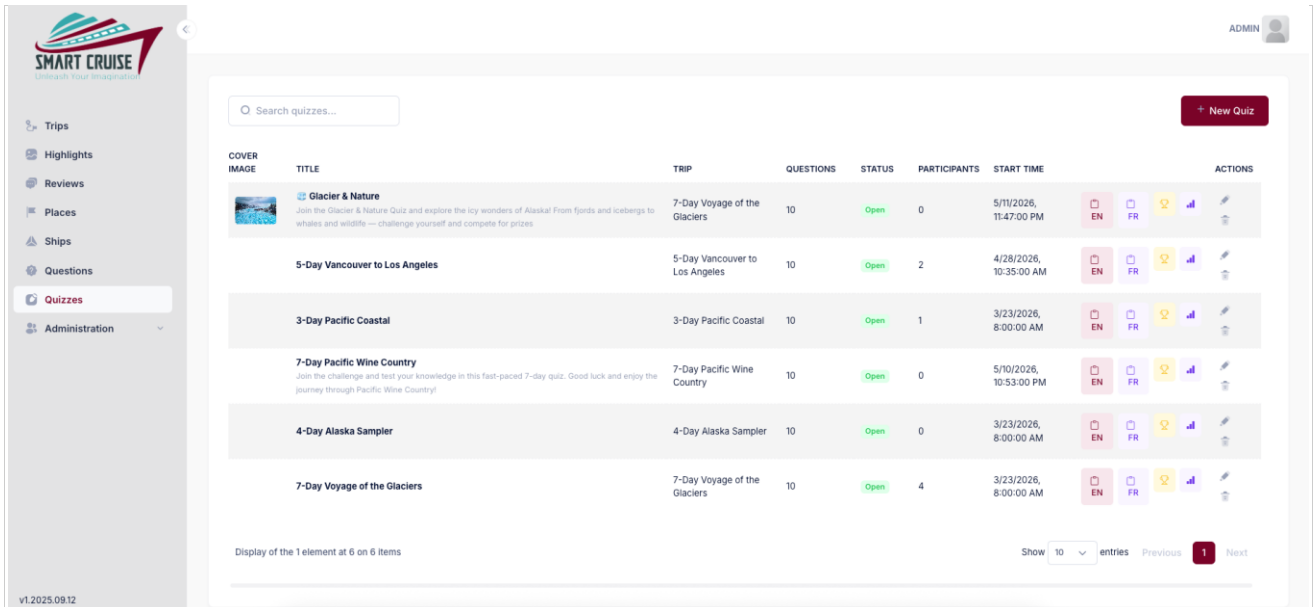 SMART CRUISE
Unleash Your Imagination
ADMIN
Trips
Highlights
Reviews
Places
Ships
Questions
Quizzes
Administration
v1.2025.09.12
Search quizzes...
+ New Quiz
COVER IMAGE TITLE TRIP QUESTIONS STATUS PARTICIPANTS START TIME ACTIONS
Glacier & Nature
Join the Glacier & Nature Quiz and explore the icy wonders of Alaska! From fjords and icebergs to
whales and wildlife — challenge yourself and compete for prizes
7-Day Voyage of the
Glaciers
10
Open
0
5/11/2026,
11:47:00 PM
EN FR
5-Day Vancouver to Los Angeles
5-Day Vancouver to
Los Angeles
10
Open
2
4/28/2026,
10:35:00 AM
EN FR
3-Day Pacific Coastal
3-Day Pacific Coastal
10
Open
1
3/23/2026,
8:00:00 AM
EN FR
7-Day Pacific Wine Country
Join the challenge and test your knowledge in this fast-paced 7-day quiz. Good luck and enjoy the
journey through Pacific Wine Country!
7-Day Pacific Wine
Country
10
Open
0
5/10/2026,
10:53:00 PM
EN FR
4-Day Alaska Sampler
4-Day Alaska Sampler
10
Open
0
3/23/2026,
8:00:00 AM
EN FR
7-Day Voyage of the Glaciers
7-Day Voyage of the
Glaciers
10
Open
4
3/23/2026,
8:00:00 AM
EN FR
Display of the 1 element at 6 on 6 items
Show 10 entries Previous 1 Next